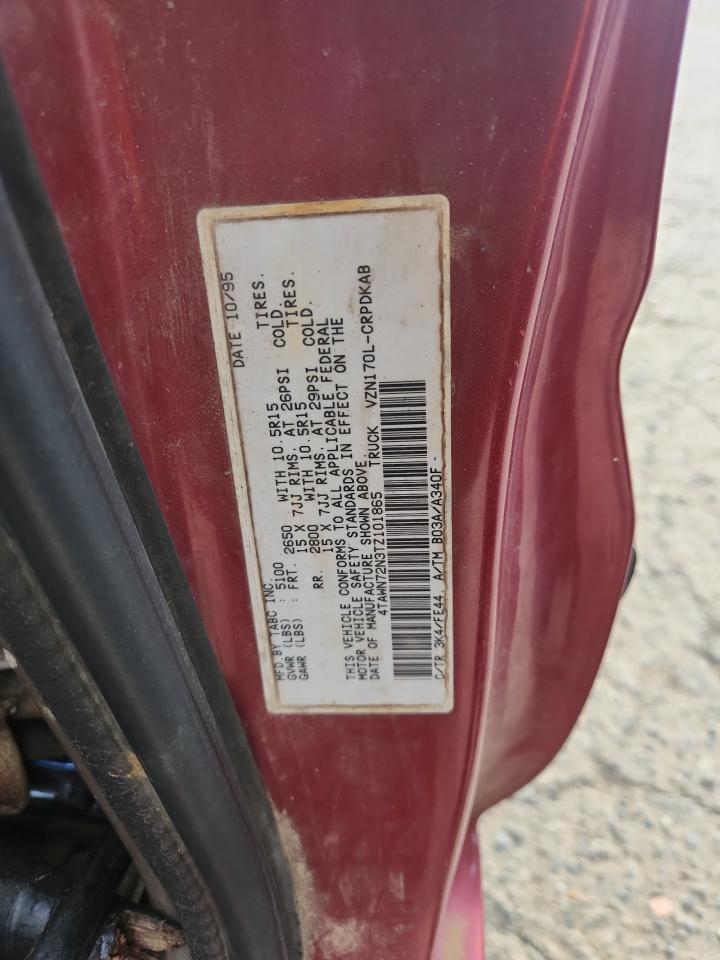 DATE 10/95
MFD.BY TABC INC.
GVWR (LBS) : 5100
GAWR (LBS) : FRT. 2650 WITH 10.5R15 TIRES.
15 X 7JJ RIMS. AT 26PSI COLD.
RR. 2800 WITH 10.5R15 TIRES.
15 X 7JJ RIMS. AT 29PSI COLD.
THIS VEHICLE CONFORMS TO ALL APPLICABLE FEDERAL
MOTOR VEHICLE SAFETY STANDARDS IN EFFECT ON THE
DATE OF MANUFACTURE SHOWN ABOVE.
4TAWN72N3TZ101865 TRUCK VZN170L-CRPDKAB
C/TR 3K4/FE44 A/TM B03A/A340F -